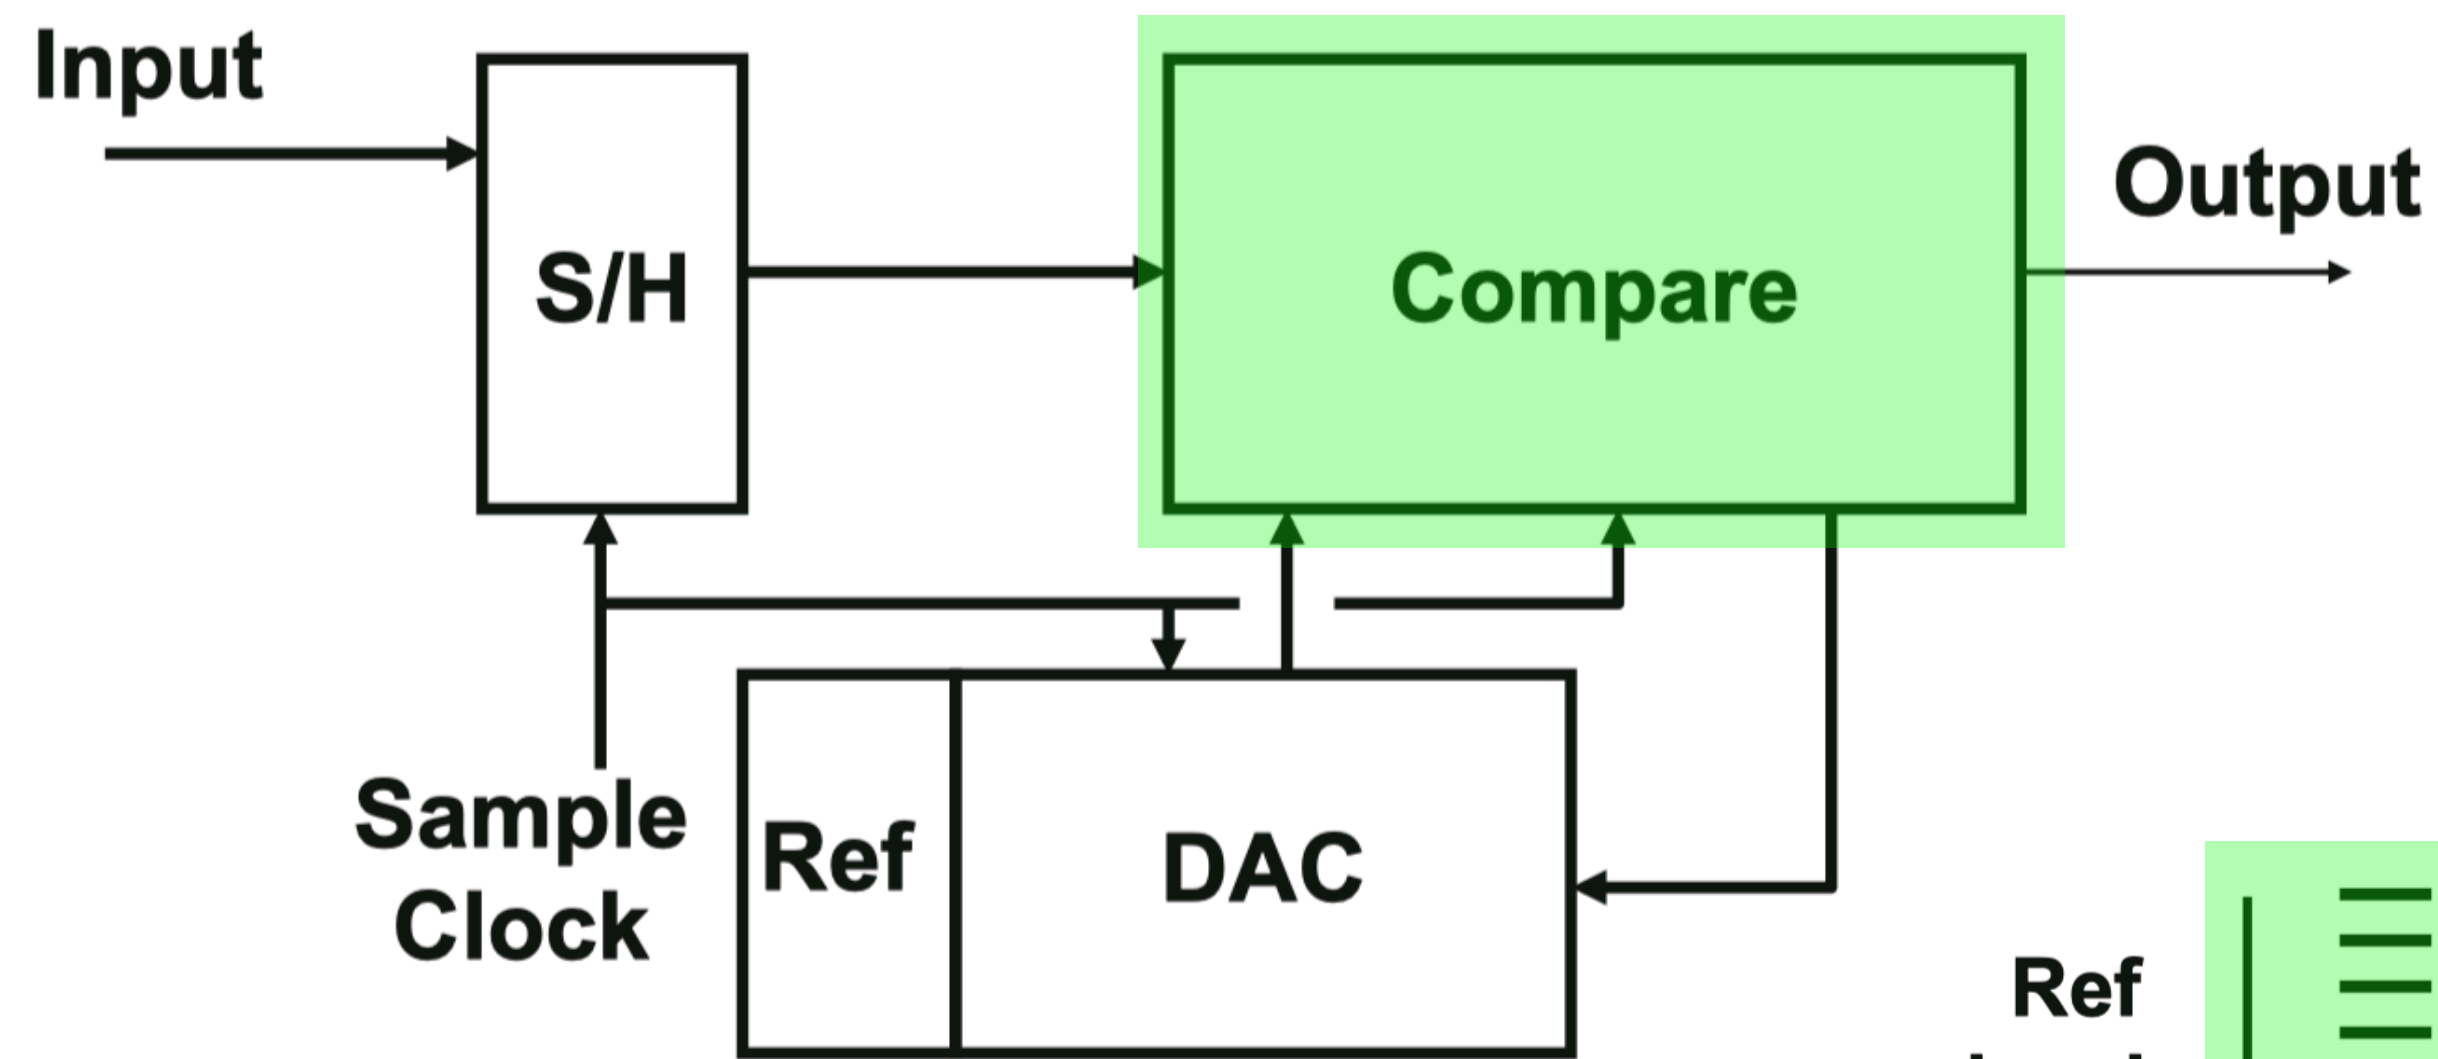 Input
S/H
Compare
Output
Sample
Clock
Ref
DAC
Ref